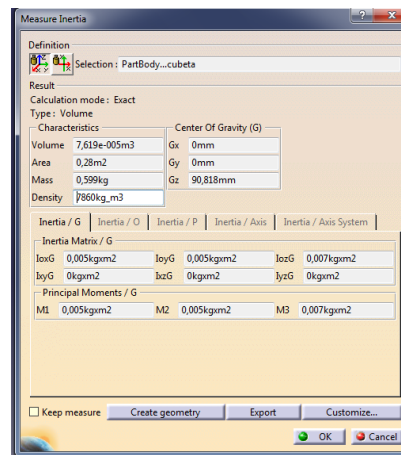 Measure Inertia
Definition
Selection : PartBody...cubeta
Result
Calculation mode : Exact
Type : Volume
Characteristics Center Of Gravity (G)
Volume 7,619e-005m3 Gx 0mm
Area 0,28m2 Gy 0mm
Mass 0,599kg Gz 90,818mm
Density 7860kg_m3
Inertia / G Inertia / O Inertia / P Inertia / Axis Inertia / Axis System
Inertia Matrix / G
IoxG 0,005kgxm2 IoyG 0,005kgxm2 IozG 0,007kgxm2
IxyG 0kgxm2 IxzG 0kgxm2 IyzG 0kgxm2
Principal Moments / G
M1 0,005kgxm2 M2 0,005kgxm2 M3 0,007kgxm2
Keep measure Create geometry Export Customize...
OK Cancel